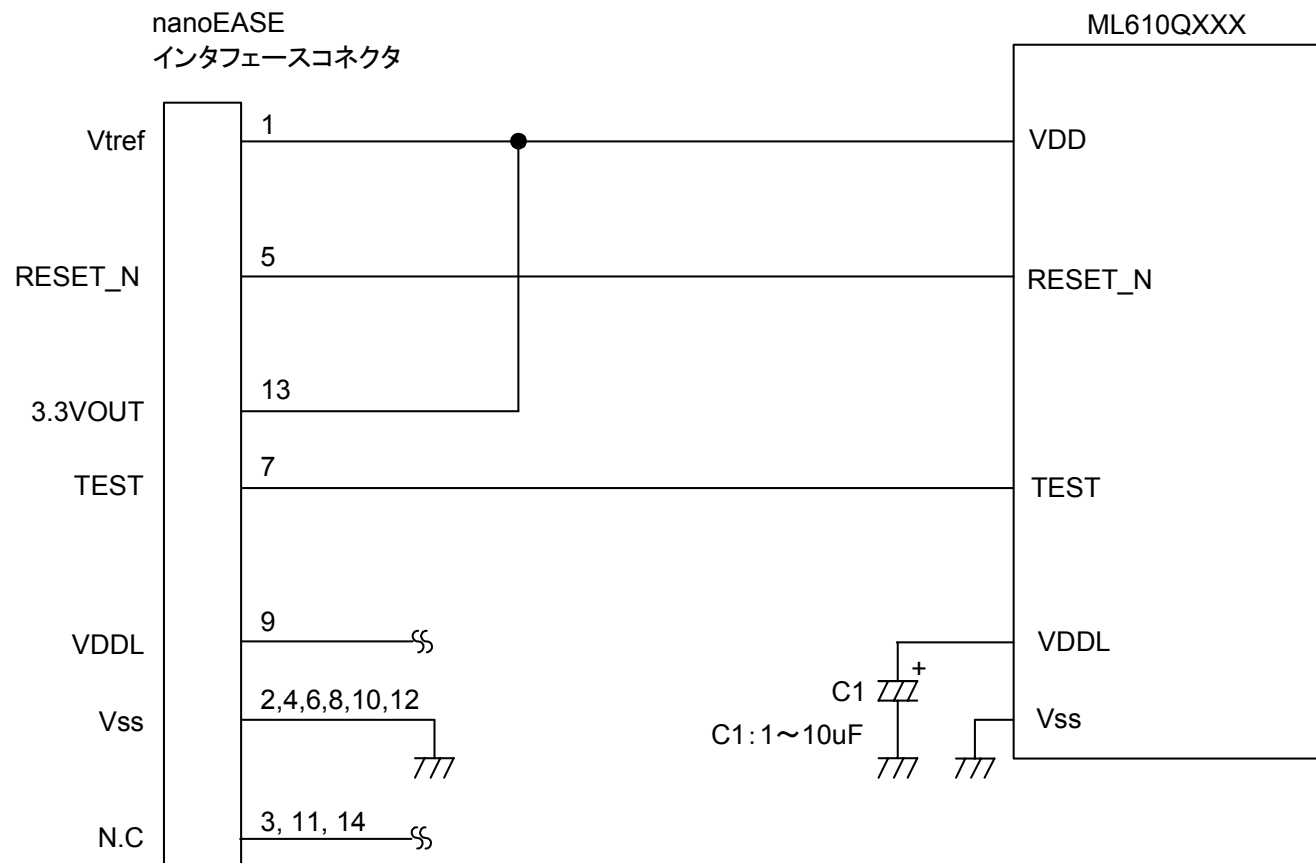 nanoEASE
インタフェースコネクタ
ML610QXXX
Vtref
1
VDD
RESET_N
5
RESET_N
3.3VOUT
13
TEST
7
TEST
VDDL
9
VDDL
C1
+
C1:1～10uF
Vss
2,4,6,8,10,12
Vss
N.C
3, 11, 14